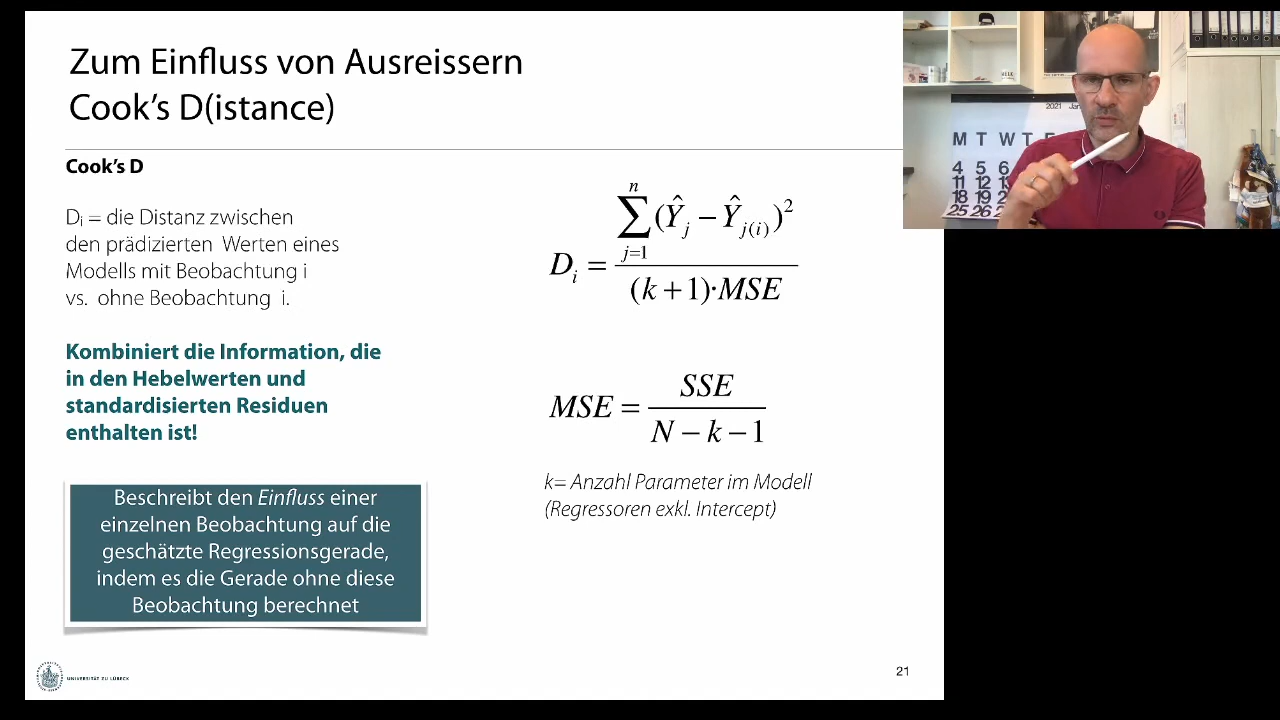 Zum Einfluss von Ausreissern
Cook's D(istance)
Cook's D
Dᵢ = die Distanz zwischen
den prädizierten Werten eines
Modells mit Beobachtung i
vs. ohne Beobachtung i.
Kombiniert die Information, die
in den Hebelwerten und
standardisierten Residuen
enthalten ist!
Beschreibt den Einfluss einer
einzelnen Beobachtung auf die
geschätzte Regressionsgerade,
indem es die Gerade ohne diese
Beobachtung berechnet
Dᵢ = ∑ⱼ₌₁ⁿ (Ŷⱼ − Ŷⱼ₍ᵢ₎)² / (k + 1)·MSE
MSE = SSE / N − k − 1
k= Anzahl Parameter im Modell
(Regressoren exkl. Intercept)
UNIVERSITÄT ZU LÜBECK
21
2021
M T W T
4 5 6
11 12
18 19
25 26